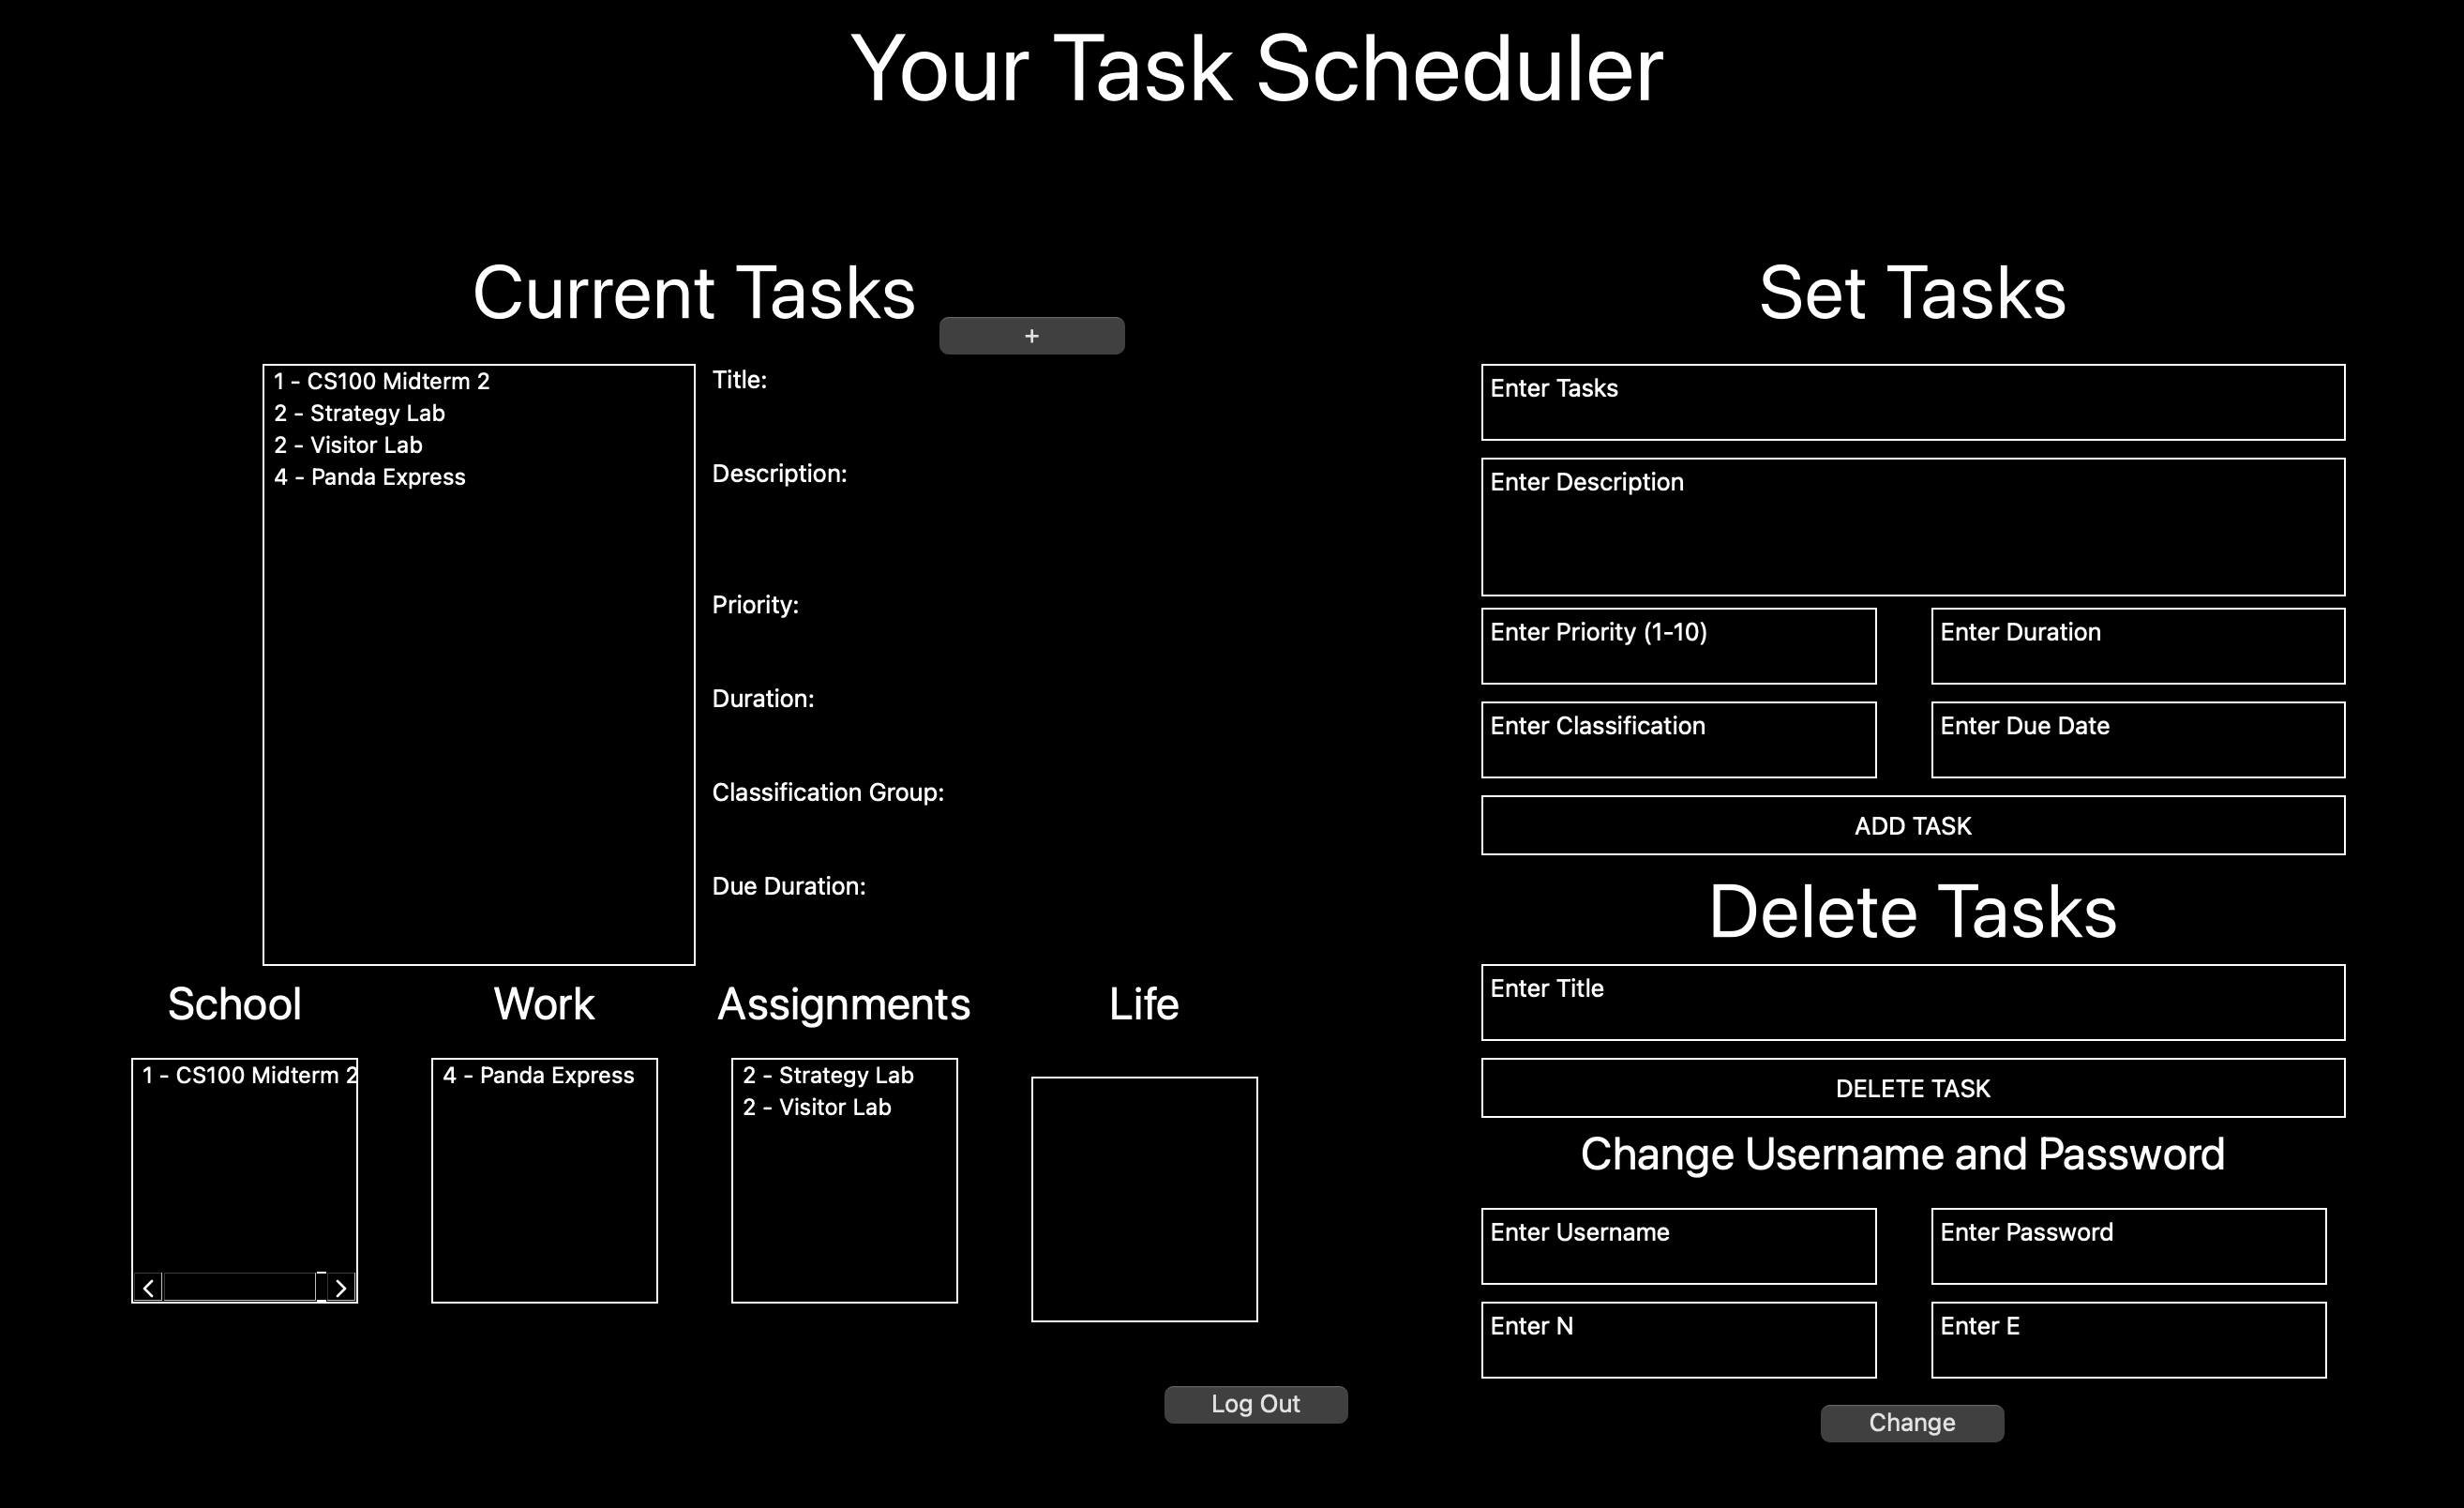 Your Task Scheduler
Current Tasks
+
1 - CS100 Midterm 2
2 - Strategy Lab
2 - Visitor Lab
4 - Panda Express
Title:
Description:
Priority:
Duration:
Classification Group:
Due Duration:
School
Work
Assignments
Life
1 - CS100 Midterm 2
4 - Panda Express
2 - Strategy Lab
2 - Visitor Lab
Log Out
Set Tasks
Enter Tasks
Enter Description
Enter Priority (1-10)
Enter Duration
Enter Classification
Enter Due Date
ADD TASK
Delete Tasks
Enter Title
DELETE TASK
Change Username and Password
Enter Username
Enter Password
Enter N
Enter E
Change